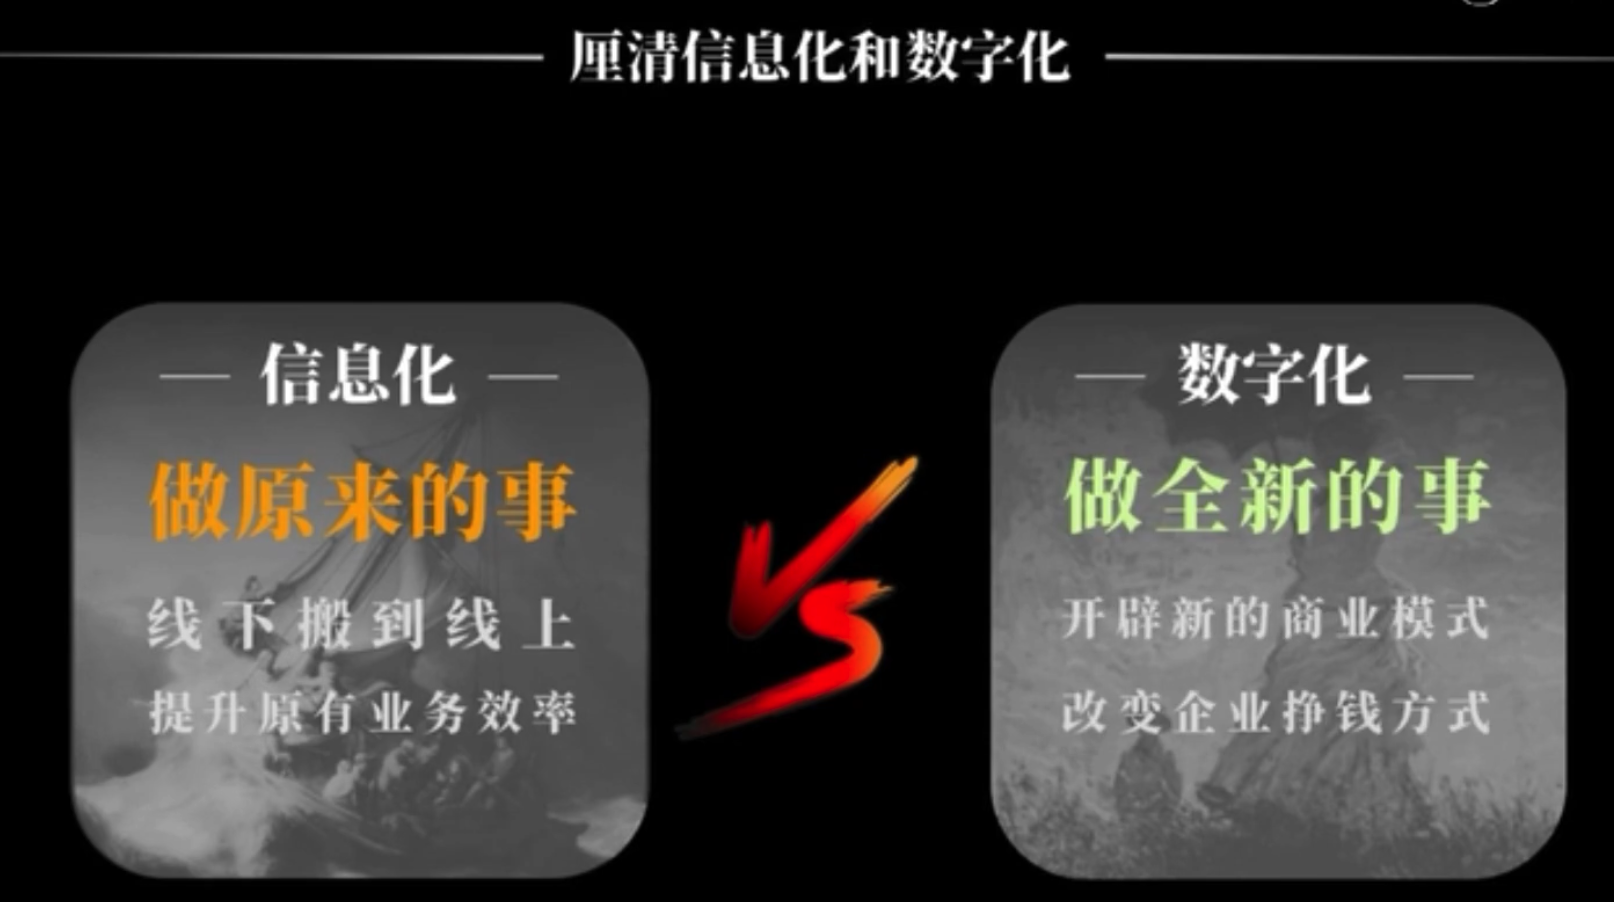 厘清信息化和数字化
信息化
做原来的事
线下搬到线上
提升原有业务效率
VS
数字化
做全新的事
开辟新的商业模式
改变企业挣钱方式